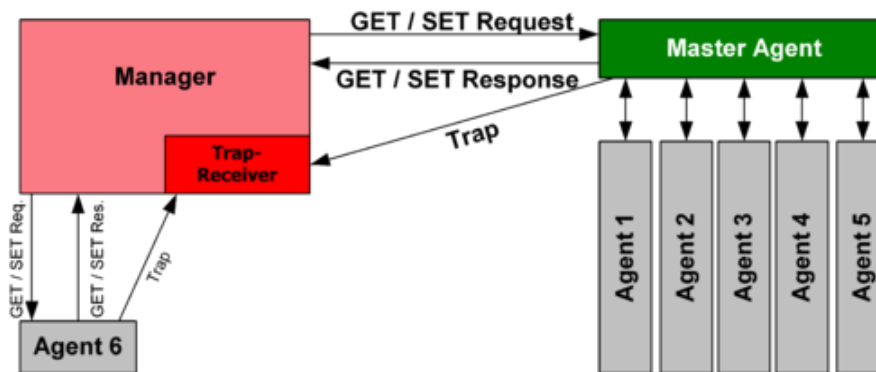 GET / SET Request
Manager
Master Agent
GET / SET Response
Trap
Trap-
Receiver
GET / SET Req.
GET / SET Res.
Trap
Agent 1
Agent 2
Agent 3
Agent 4
Agent 5
Agent 6